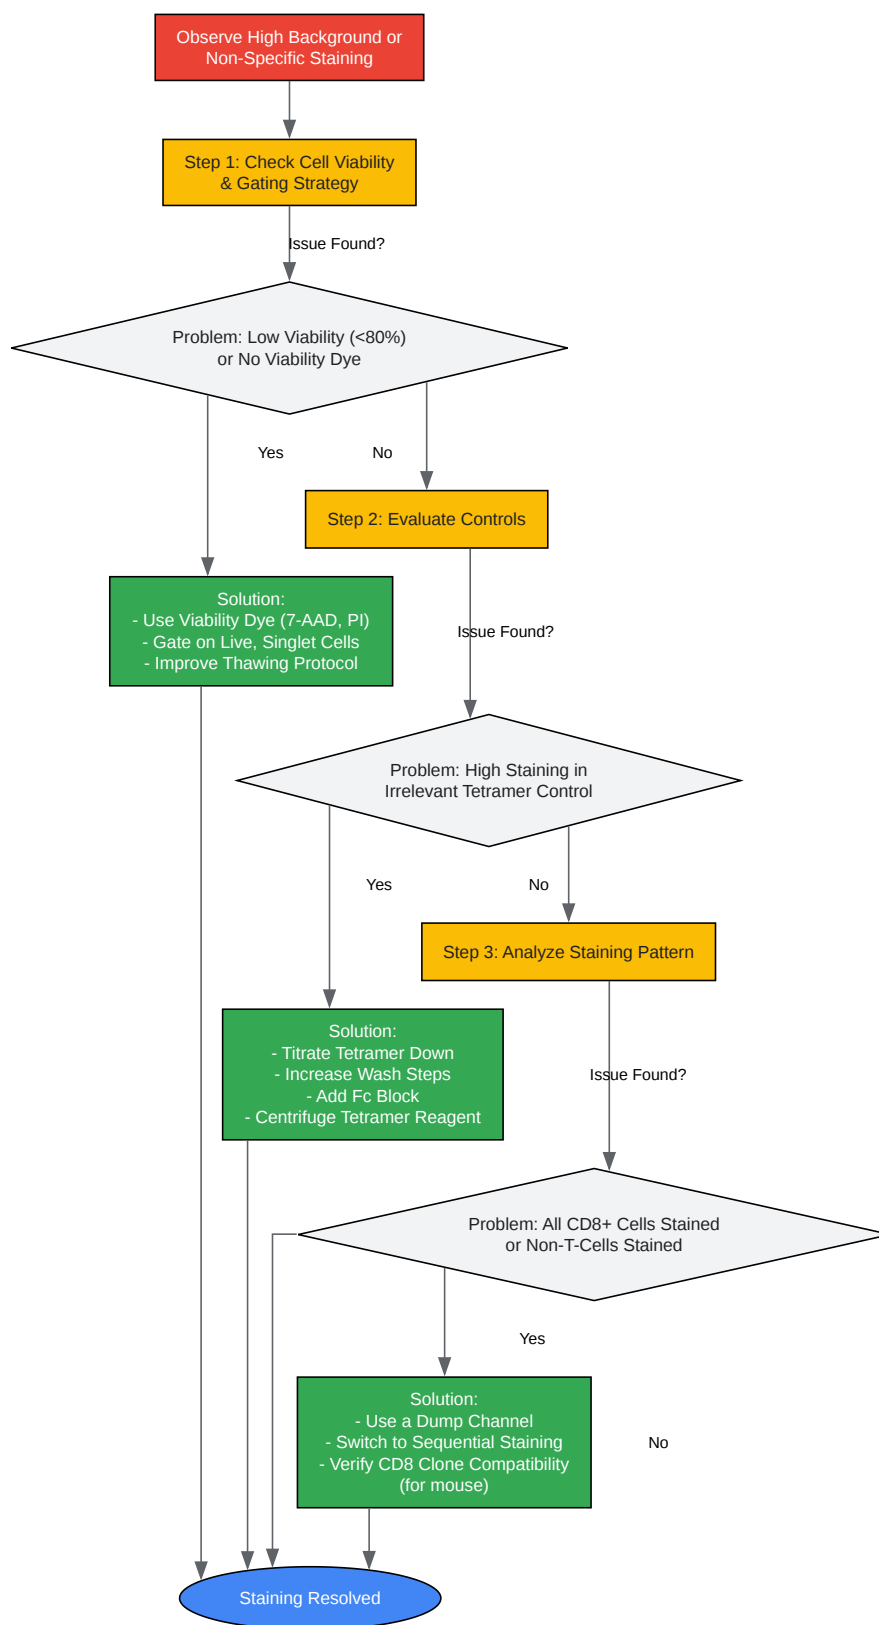 Observe High Background or
Non-Specific Staining
Step 1: Check Cell Viability
& Gating Strategy
Issue Found?
Problem: Low Viability (<80%)
or No Viability Dye
Yes
No
Step 2: Evaluate Controls
Solution:
- Use Viability Dye (7-AAD, PI)
- Gate on Live, Singlet Cells
- Improve Thawing Protocol
Issue Found?
Problem: High Staining in
Irrelevant Tetramer Control
Yes
No
Step 3: Analyze Staining Pattern
Solution:
- Titrate Tetramer Down
- Increase Wash Steps
- Add Fc Block
- Centrifuge Tetramer Reagent
Issue Found?
Problem: All CD8+ Cells Stained
or Non-T-Cells Stained
Yes
Solution:
- Use a Dump Channel
- Switch to Sequential Staining
- Verify CD8 Clone Compatibility
(for mouse)
No
Staining Resolved